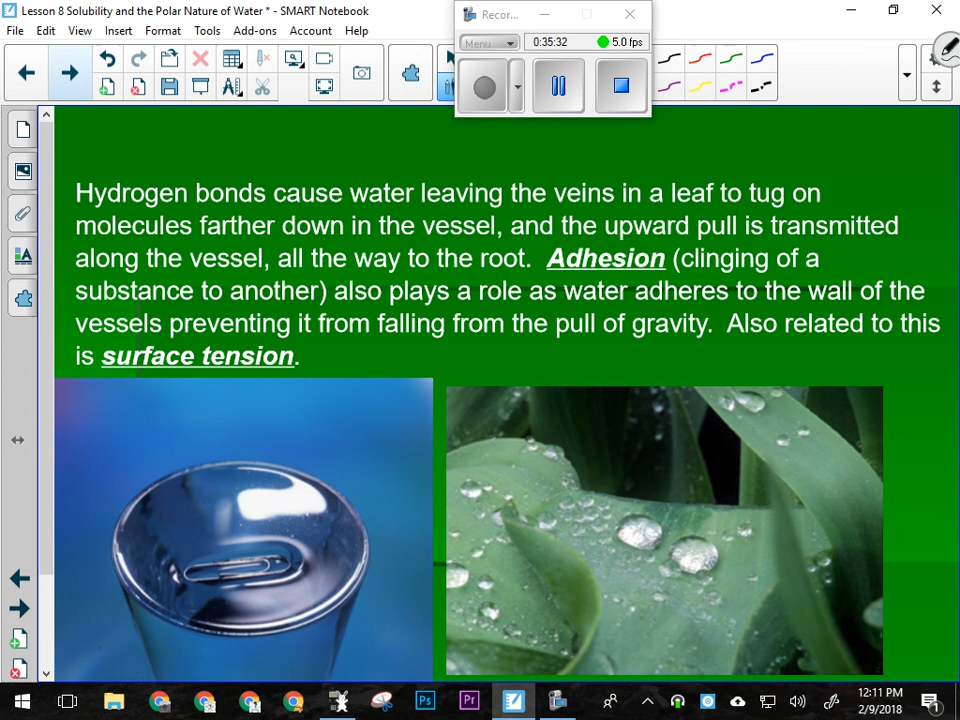 Lesson 8 Solubility and the Polar Nature of Water * - SMART Notebook
Recor...
File Edit View Insert Format Tools Add-ons Account Help
Menu 0:35:32 5.0 fps
Hydrogen bonds cause water leaving the veins in a leaf to tug on
molecules farther down in the vessel, and the upward pull is transmitted
along the vessel, all the way to the root. Adhesion (clinging of a
substance to another) also plays a role as water adheres to the wall of the
vessels preventing it from falling from the pull of gravity. Also related to this
is surface tension.
Ps Pr
12:11 PM
2/9/2018
1